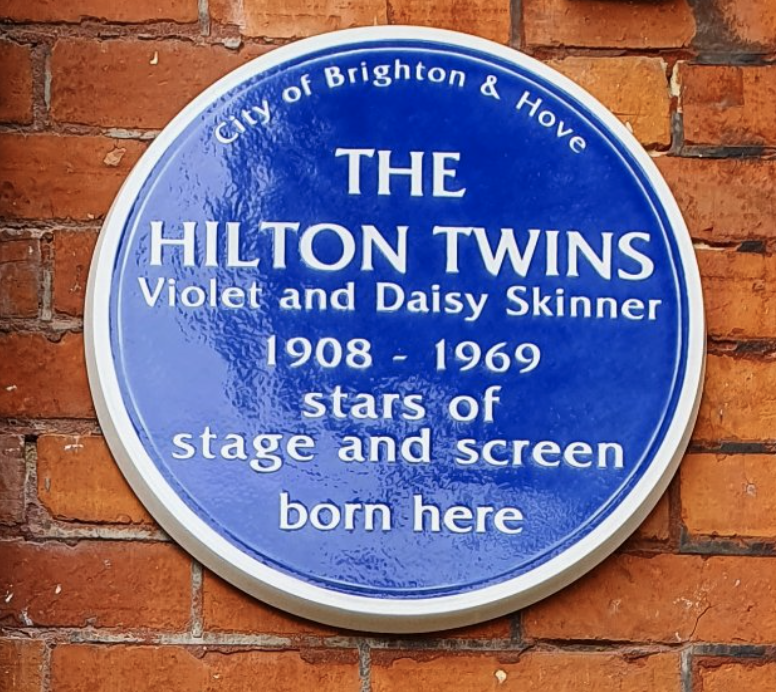 City of Brighton & Hove
THE
HILTON TWINS
Violet and Daisy Skinner
1908 - 1969
stars of
stage and screen
born here